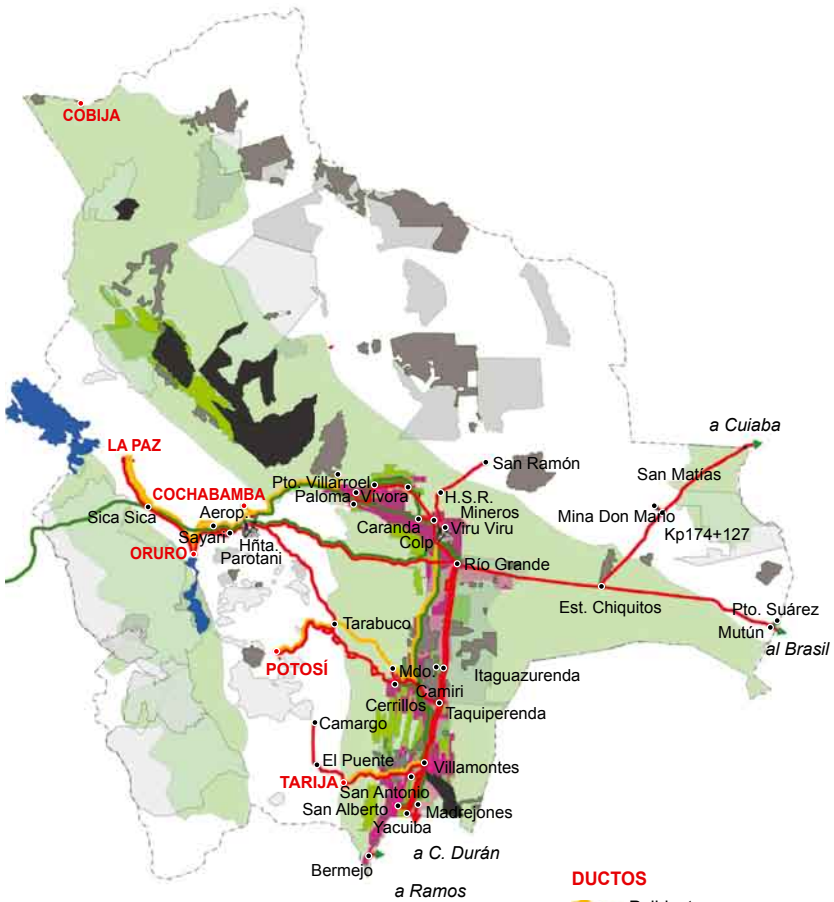 COBIJA
a Cuiaba
LA PAZ
San Ramón
San Matías
Pto. Villarroel
COCHABAMBA
Paloma
Vívora
H.S.R.
Mineros
Mina Don Maño
Aerop..
Sica Sica
Caranda
Viru Viru
Kp174+127
Sayari
Colp
Hñta.
ORURO
Parotani
Río Grande
Est. Chiquitos
Pto. Suárez
Tarabuco
Mutún
al Brasil
POTOSÍ
Mdo.
Itaguazurenda
Camiri
Cerrillos
Taquiperenda
Camargo
El Puente
Villamontes
TARIJA
San Antonio
San Alberto
Madrejones
Yacuiba
a C. Durán
Bermejo
DUCTOS
a Ramos